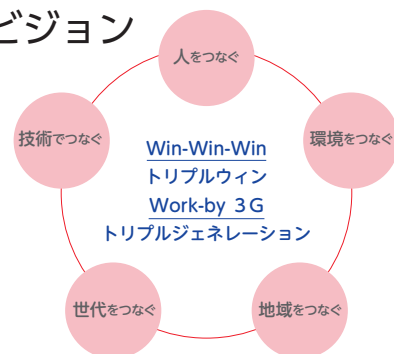 ビジョン
人をつなぐ
技術でつなぐ
環境をつなぐ
Win-Win-Win
トリプルウィン
Work-by 3G
トリプルジェネレーション
世代をつなぐ
地域をつなぐ